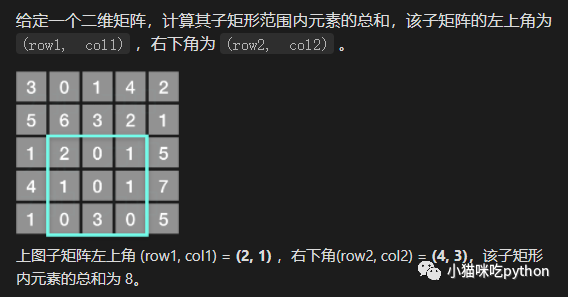 给定一个二维矩阵，计算其子矩形范围内元素的总和，该子矩阵的左上角为
(row1, col1) ，右下角为 (row2, col2) 。
3 0 1 4 2
5 6 3 2 1
1 2 0 1 5
4 1 0 1 7
1 0 3 0 5
上图子矩阵左上角 (row1, col1) = (2, 1) ，右下角(row2, col2) = (4, 3)，该子矩形
内元素的总和为 8。
小猫咪吃python